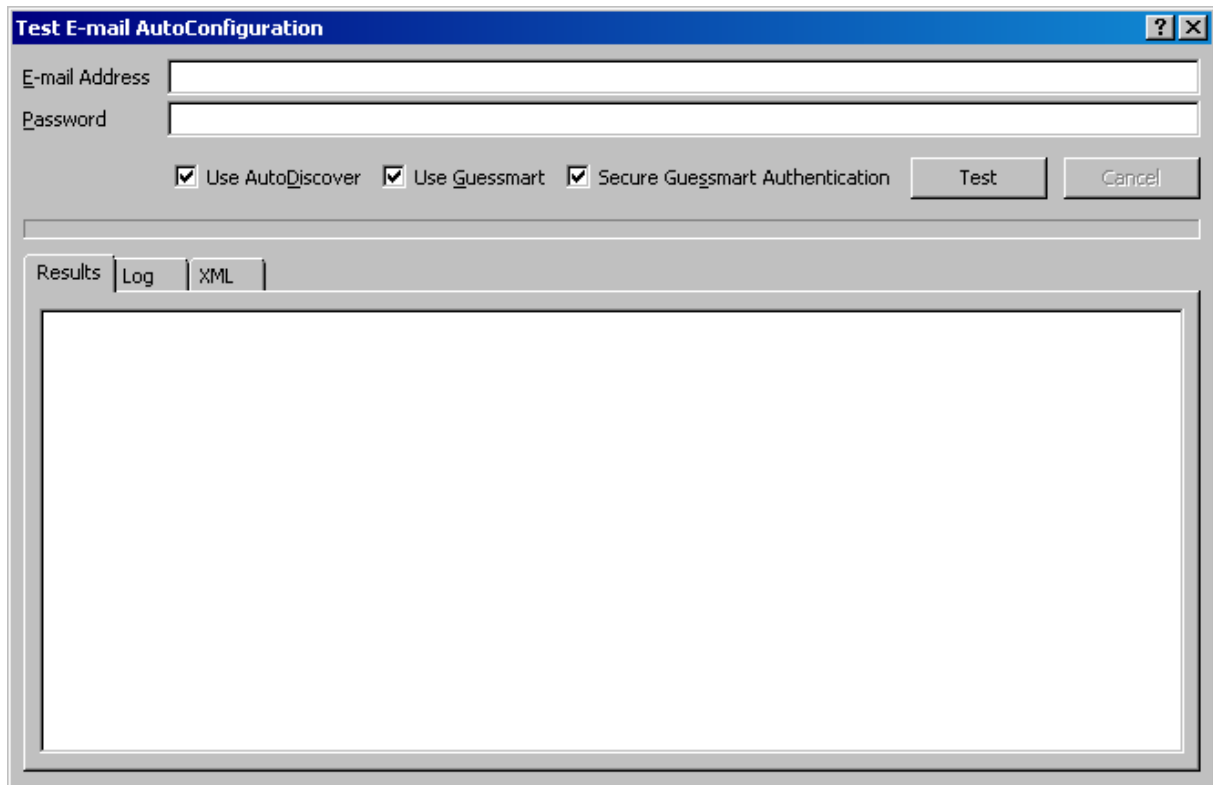 Test E-mail AutoConfiguration
E-mail Address
Password
Use AutoDiscover Use Guessmart Secure Guessmart Authentication Test Cancel
Results Log XML